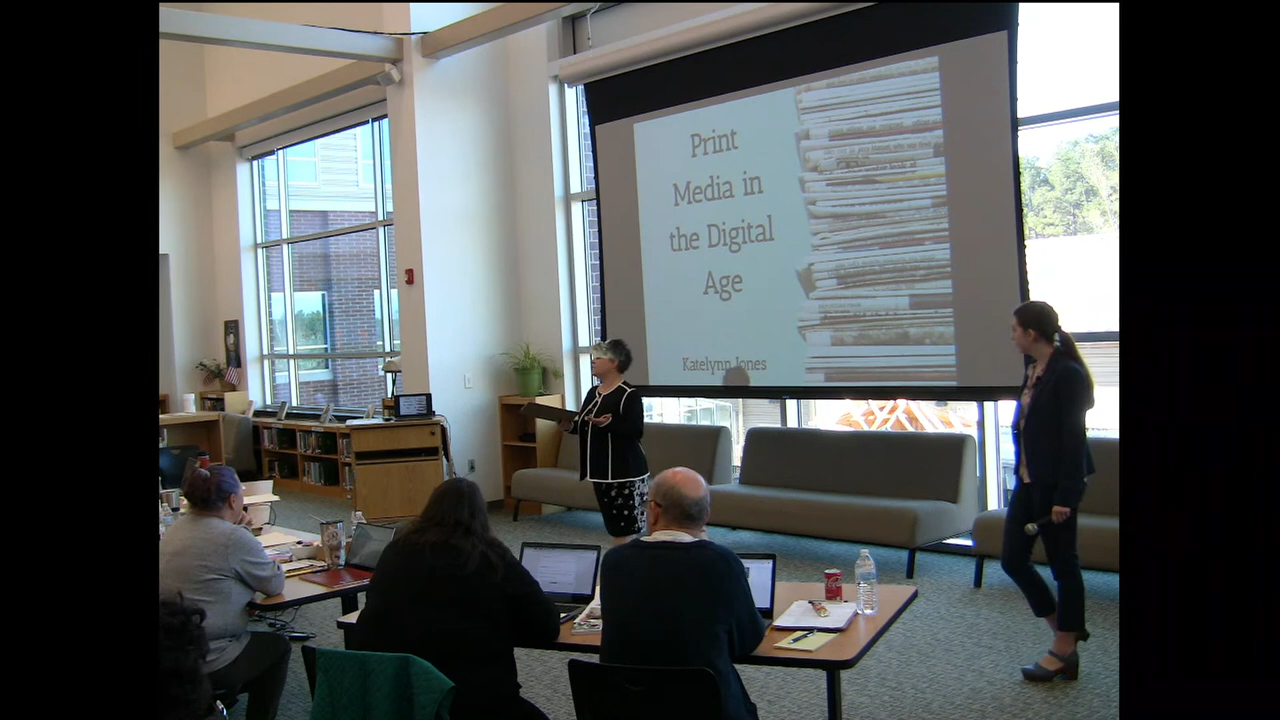 Print
Media in
the Digital
Age
Katelynn Jones